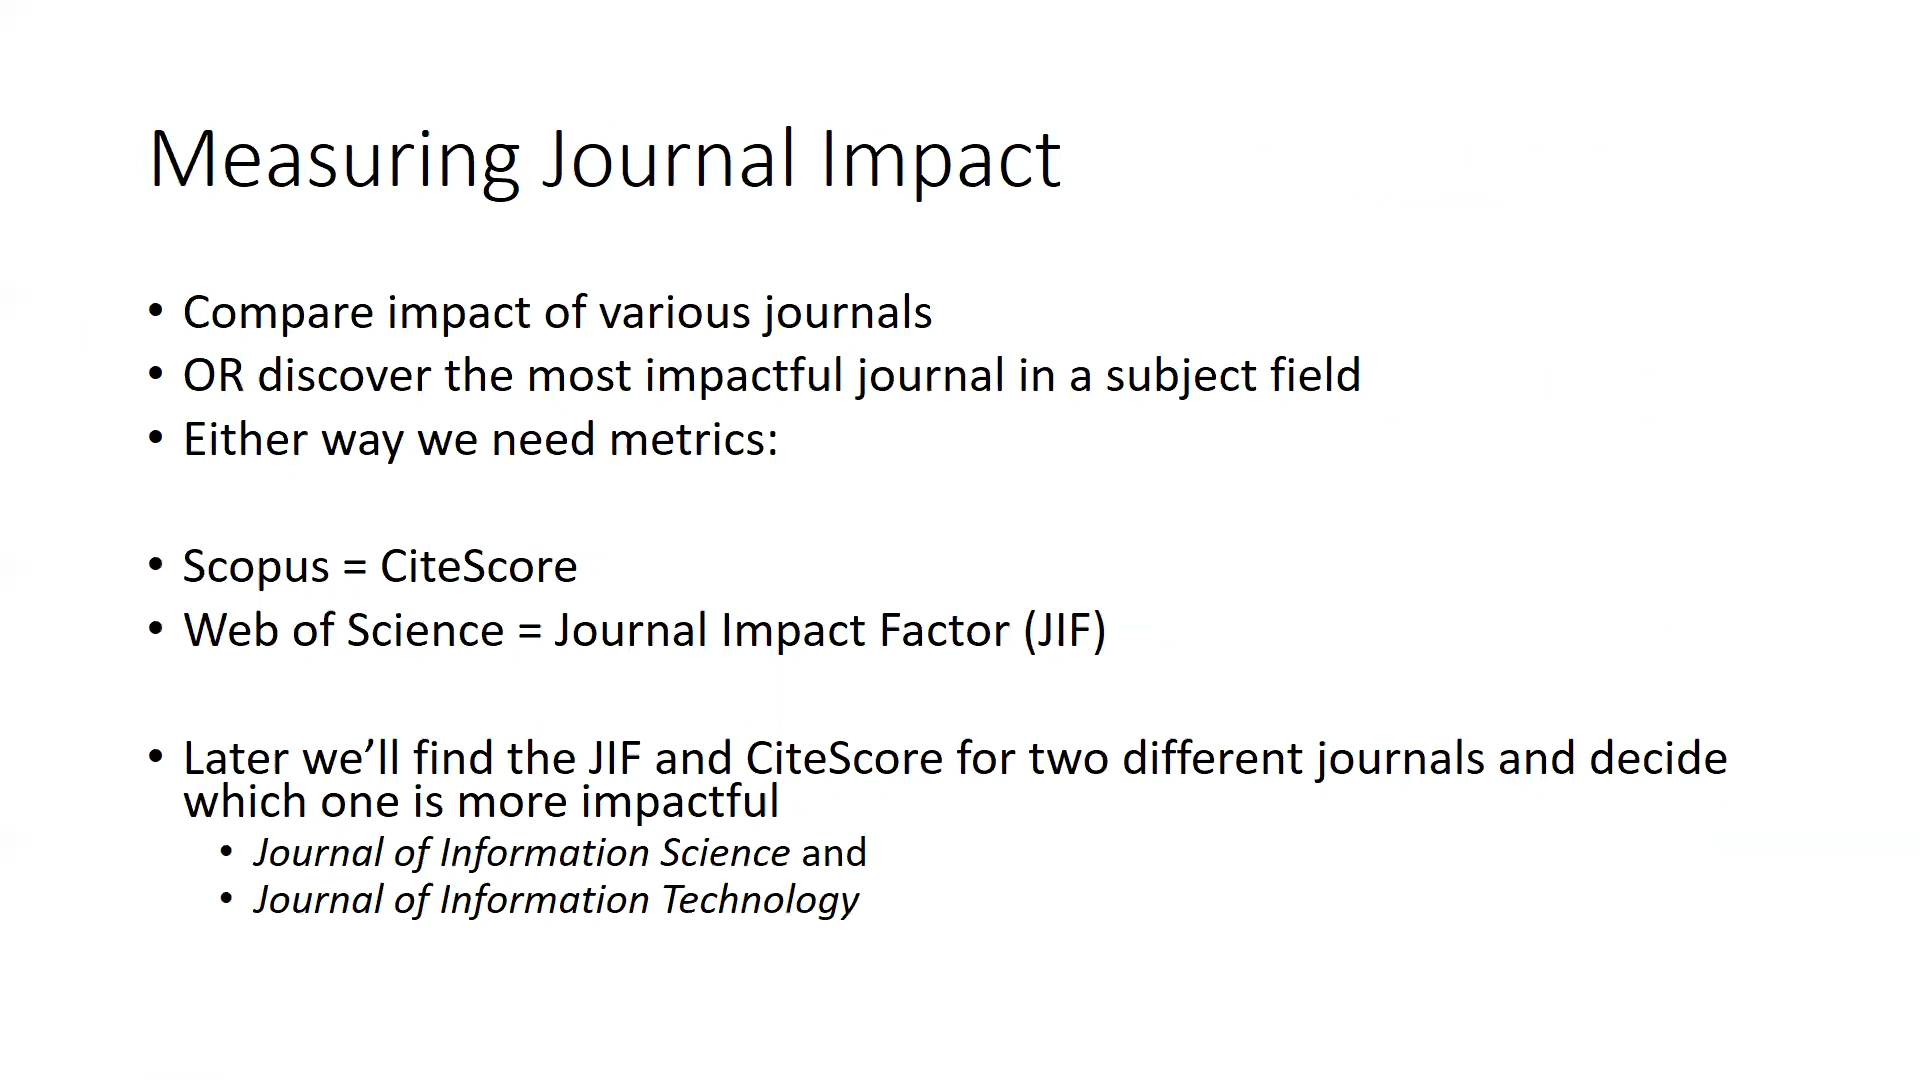 Measuring Journal Impact
• Compare impact of various journals
• OR discover the most impactful journal in a subject field
• Either way we need metrics:
• Scopus = CiteScore
• Web of Science = Journal Impact Factor (JIF)
• Later we’ll find the JIF and CiteScore for two different journals and decide
which one is more impactful
• Journal of Information Science and
• Journal of Information Technology